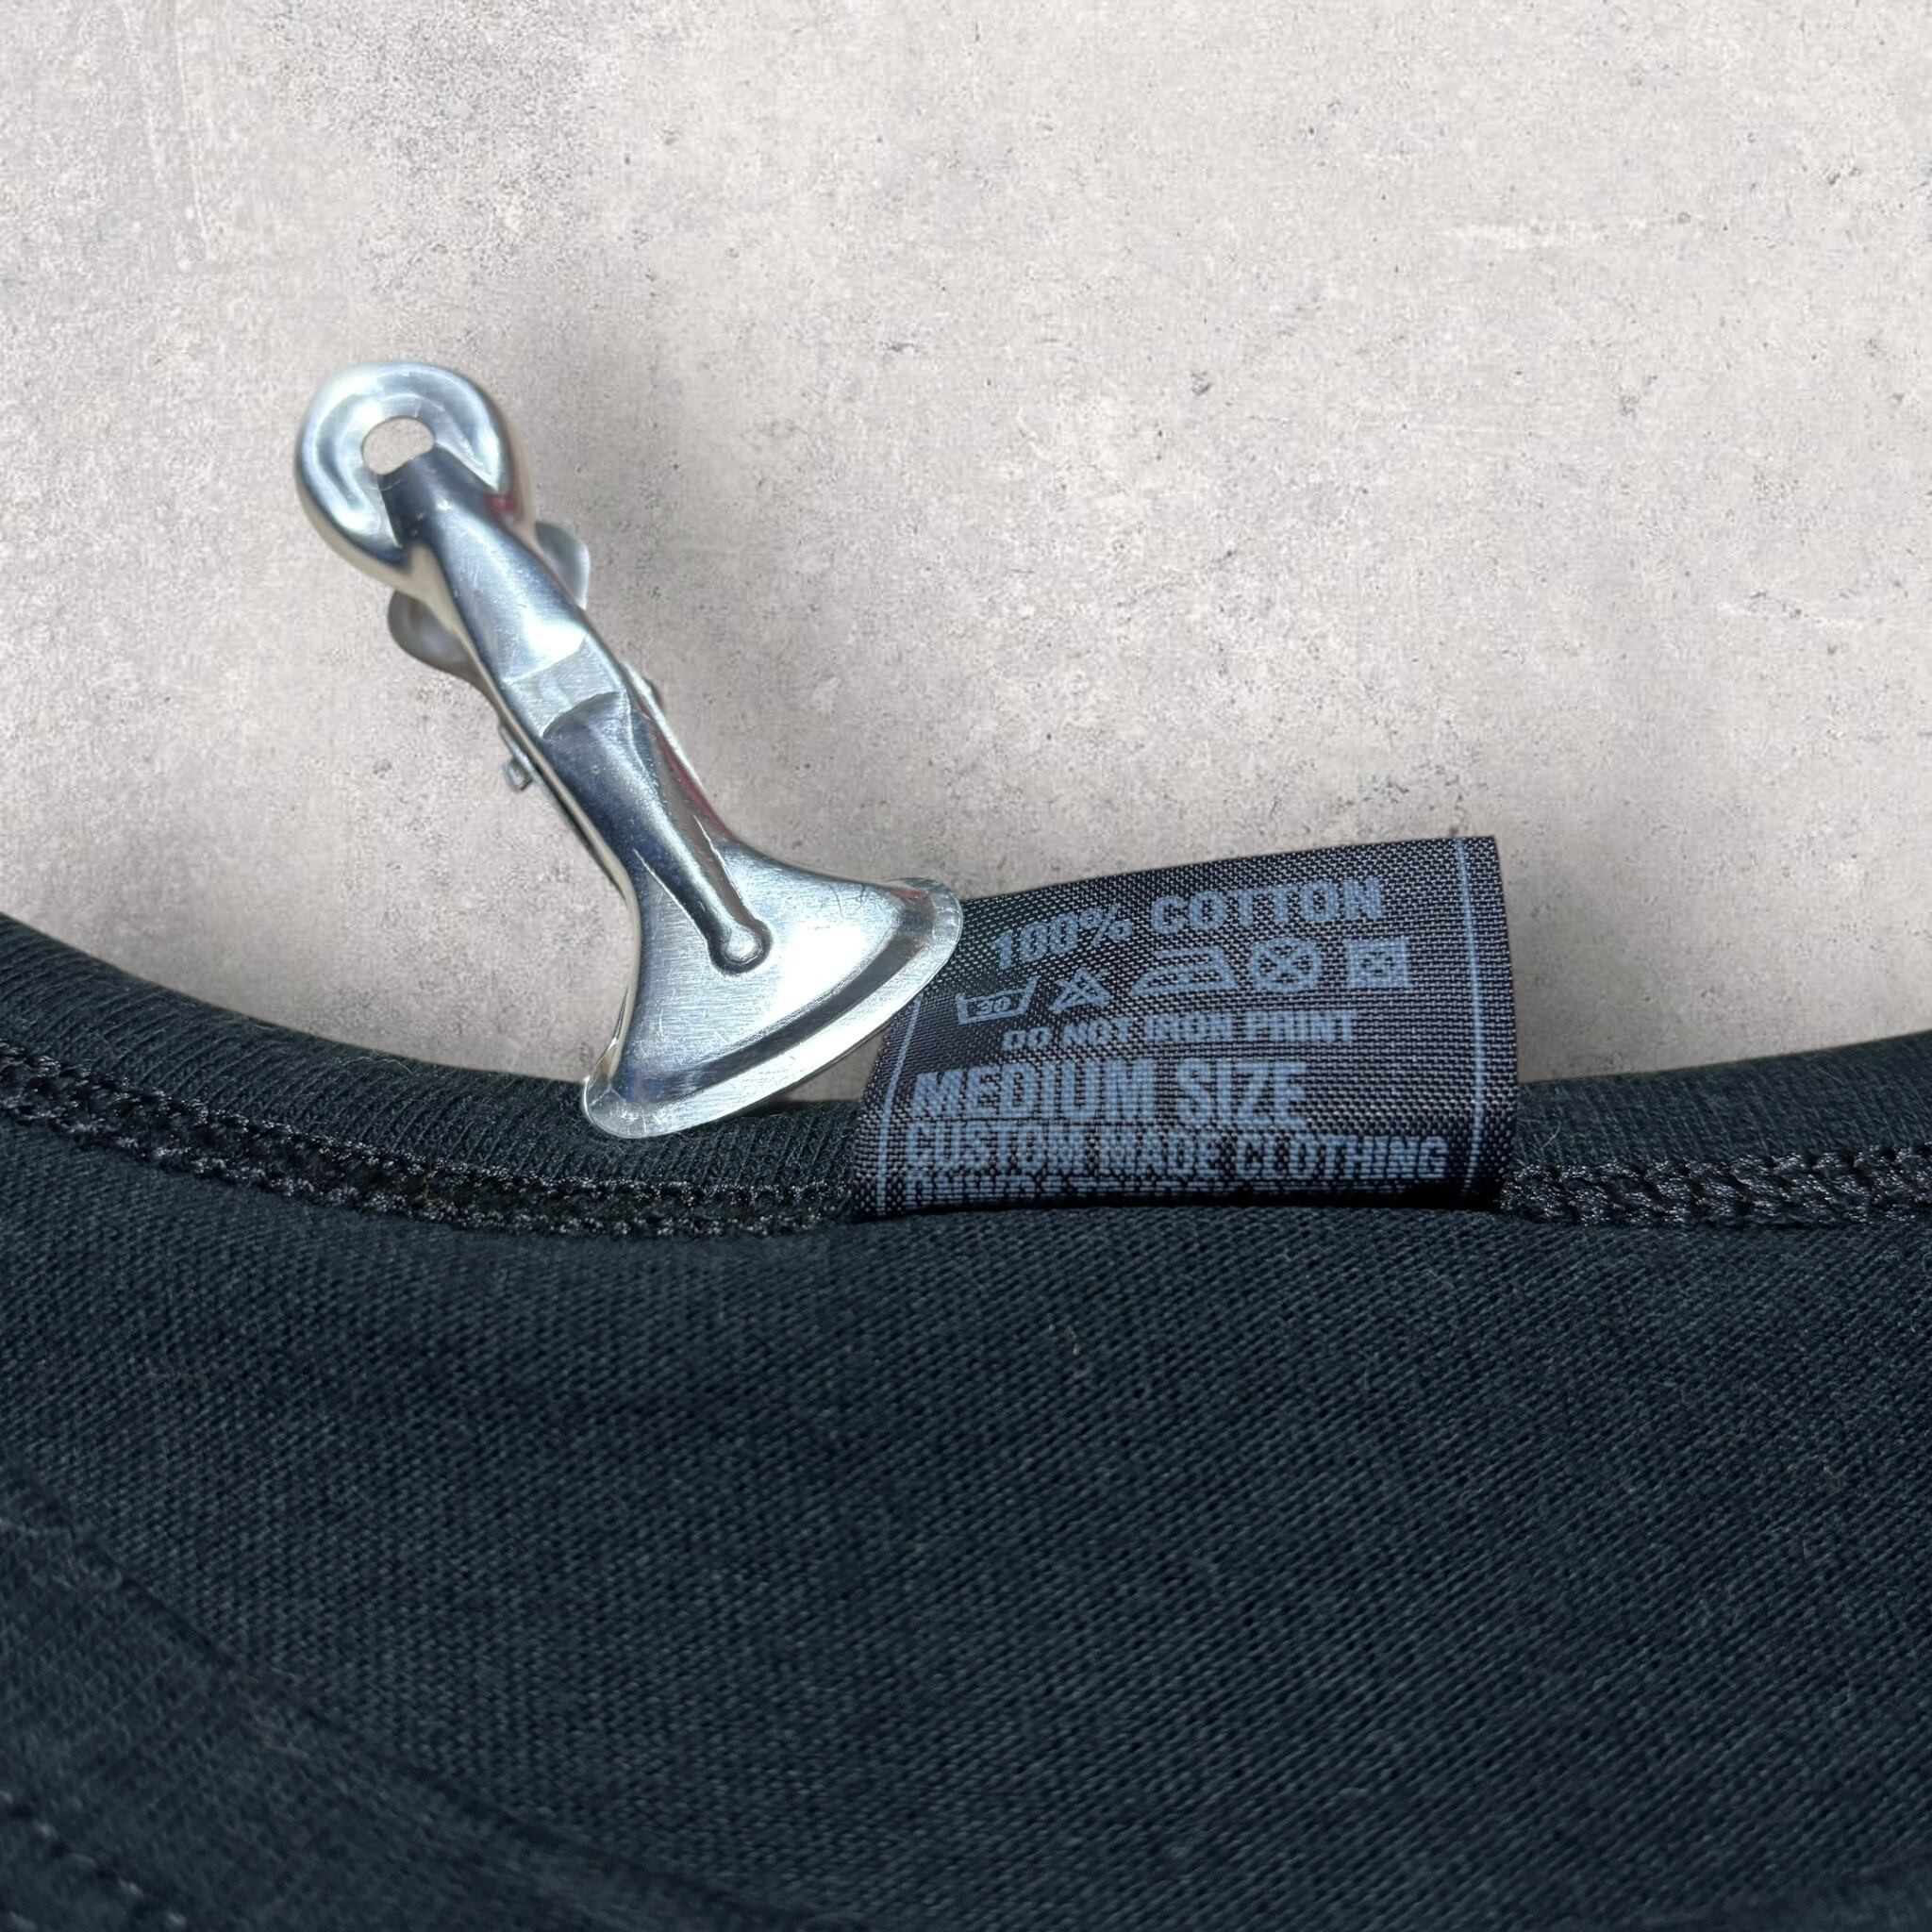 100% COTTON
30
DO NOT IRON PRINT
MEDIUM SIZE
CUSTOM MADE CLOTHING